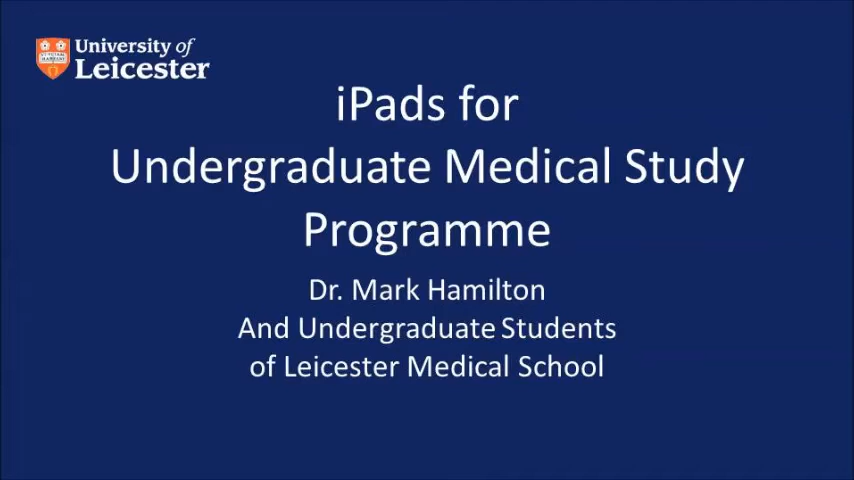 University of
Leicester
iPads for
Undergraduate Medical Study
Programme
Dr. Mark Hamilton
And Undergraduate Students
of Leicester Medical School